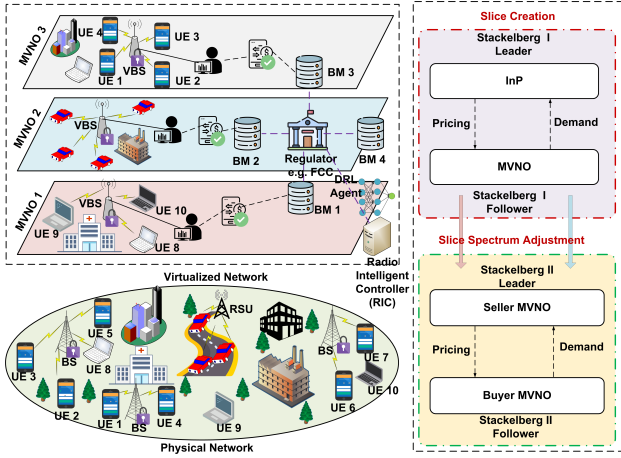 MVNO 3
UE 4
UE 3
UE 1
VBS
UE 2
BM 3
MVNO 2
VBS
BM 2
Regulator
e.g. FCC
BM 4
MVNO 1
VBS
UE 10
UE 9
UE 8
BM 1
DRL
Agent
Radio
Intelligent
Controller
(RIC)
Virtualized Network
UE 5
RSU
UE 3
BS
UE 8
BS
UE 7
UE 10
UE 2
UE 1
BS
UE 4
UE 9
UE 6
Physical Network
Slice Creation
Stackelberg I
Leader
InP
Pricing
Demand
MVNO
Stackelberg I
Follower
Slice Spectrum Adjustment
Stackelberg II
Leader
Seller MVNO
Pricing
Demand
Buyer MVNO
Stackelberg II
Follower